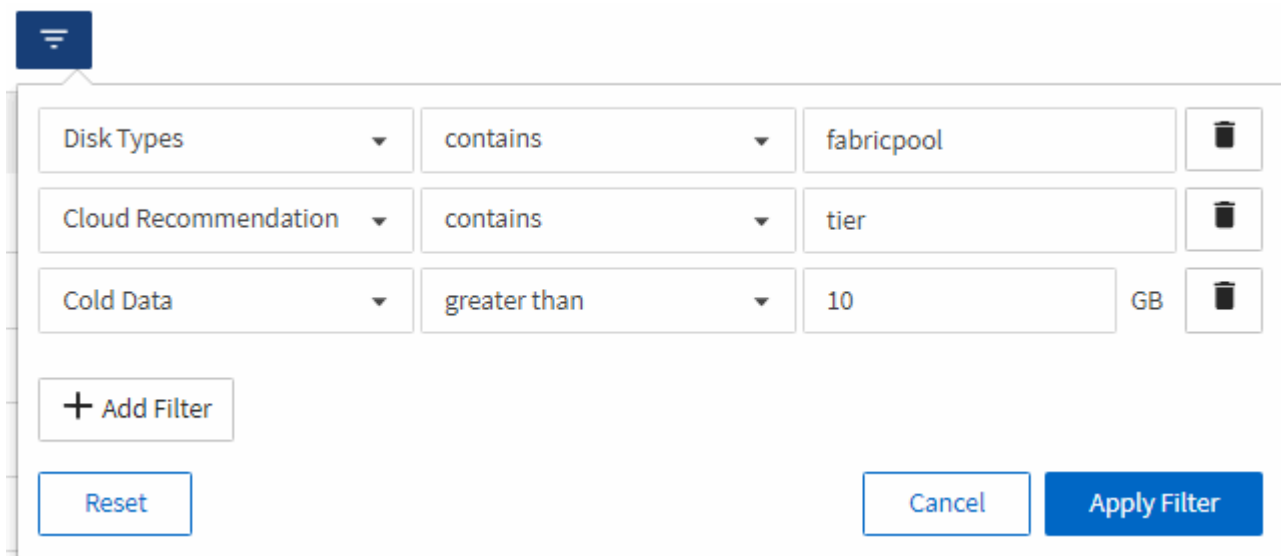 Disk Types contains fabricpool
Cloud Recommendation contains tier
Cold Data greater than 10 GB
+ Add Filter
Reset Cancel Apply Filter